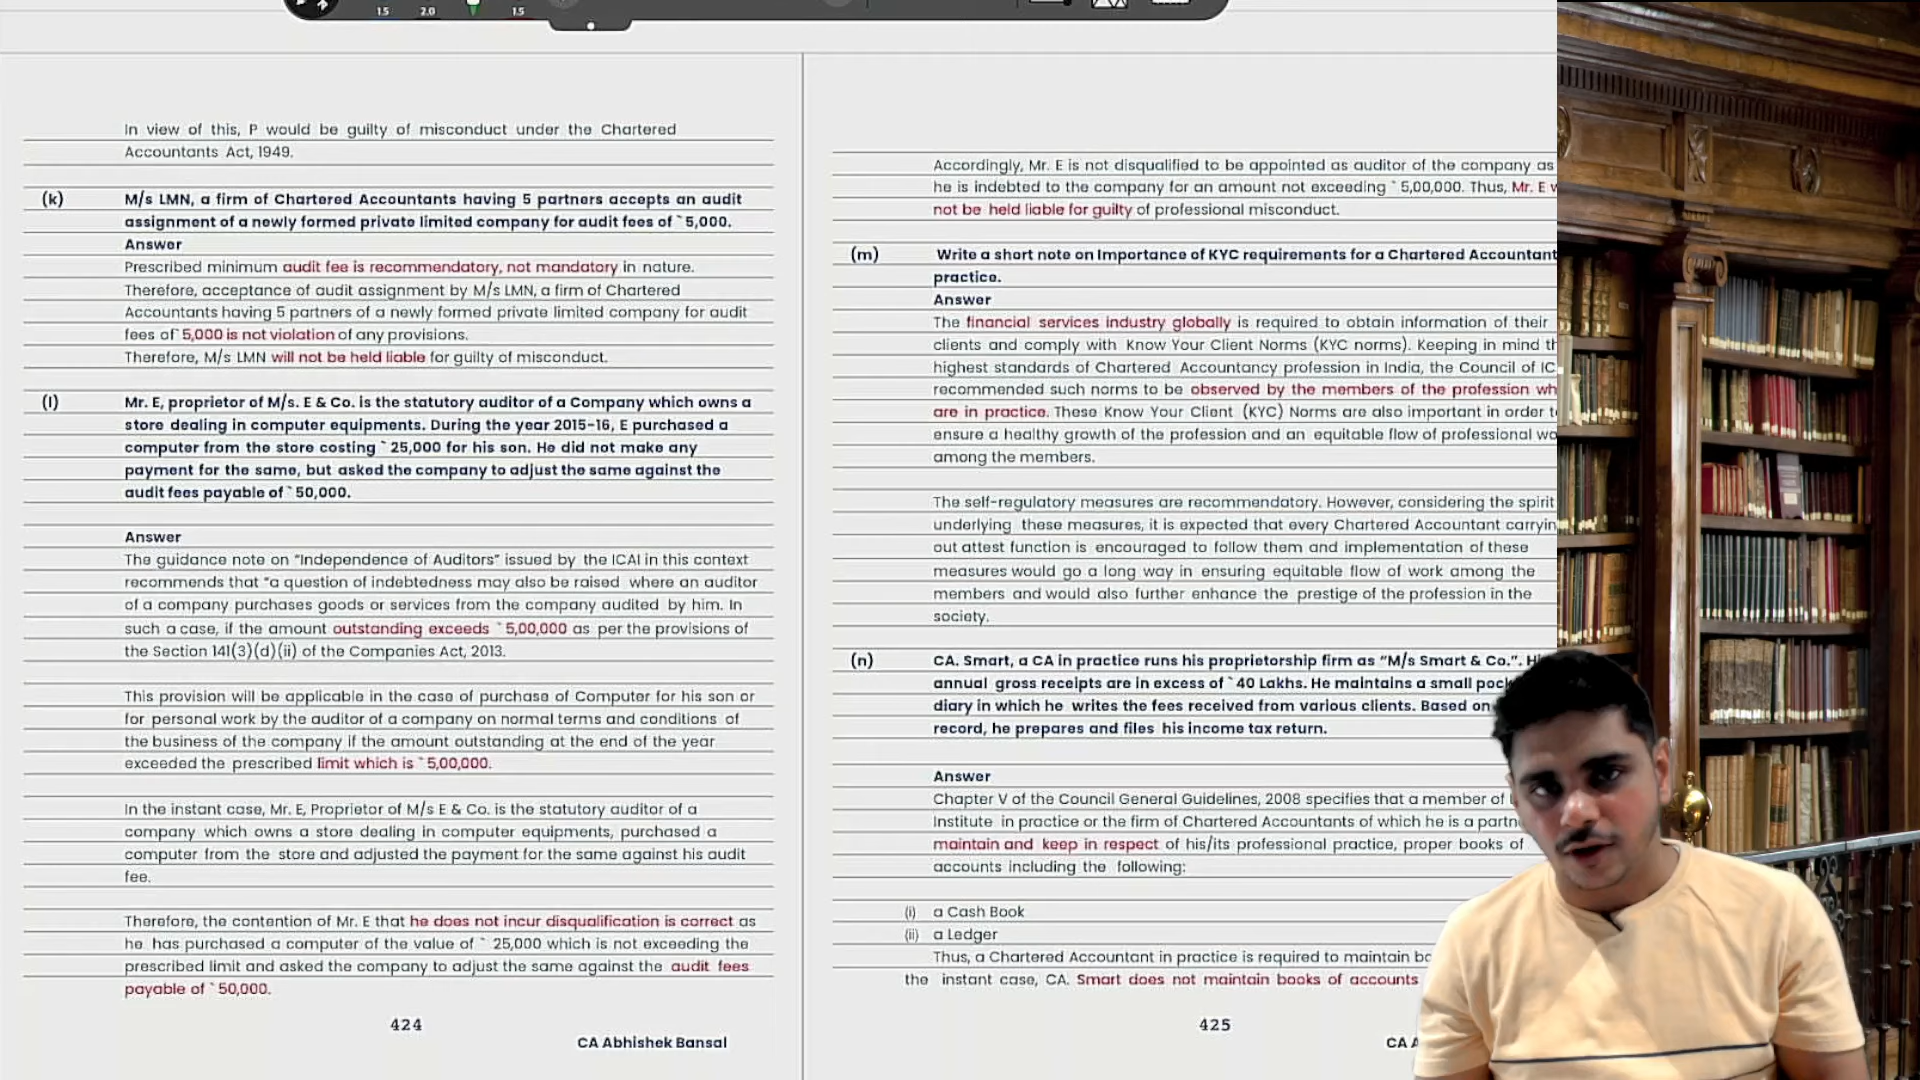 1.5 2.0 1.5
In view of this, P would be guilty of misconduct under the Chartered
Accountants Act, 1949.
(k) M/s LMN, a firm of Chartered Accountants having 5 partners accepts an audit
assignment of a newly formed private limited company for audit fees of ` 5,000.
Answer
Prescribed minimum audit fee is recommendatory, not mandatory in nature.
Therefore, acceptance of audit assignment by M/s LMN, a firm of Chartered
Accountants having 5 partners of a newly formed private limited company for audit
fees of ` 5,000 is not violation of any provisions.
Therefore, M/s LMN will not be held liable for guilty of misconduct.
(l) Mr. E, proprietor of M/s. E & Co. is the statutory auditor of a Company which owns a
store dealing in computer equipments. During the year 2015-16, E purchased a
computer from the store costing ` 25,000 for his son. He did not make any
payment for the same, but asked the company to adjust the same against the
audit fees payable of ` 50,000.
Answer
The guidance note on "Independence of Auditors" issued by the ICAI in this context
recommends that "a question of indebtedness may also be raised where an auditor
of a company purchases goods or services from the company audited by him. In
such a case, if the amount outstanding exceeds ` 5,00,000 as per the provisions of
the Section 141(3)(d)(ii) of the Companies Act, 2013.
This provision will be applicable in the case of purchase of Computer for his son or
for personal work by the auditor of a company on normal terms and conditions of
the business of the company if the amount outstanding at the end of the year
exceeded the prescribed limit which is ` 5,00,000.
In the instant case, Mr. E, Proprietor of M/s E & Co. is the statutory auditor of a
company which owns a store dealing in computer equipments, purchased a
computer from the store and adjusted the payment for the same against his audit
fee.
Therefore, the contention of Mr. E that he does not incur disqualification is correct as
he has purchased a computer of the value of ` 25,000 which is not exceeding the
prescribed limit and asked the company to adjust the same against the audit fees
payable of ` 50,000.
424
CA Abhishek Bansal
Accordingly, Mr. E is not disqualified to be appointed as auditor of the company as
he is indebted to the company for an amount not exceeding ` 5,00,000. Thus, Mr. E
not be held liable for guilty of professional misconduct.
(m) Write a short note on Importance of KYC requirements for a Chartered Accountant
practice.
Answer
The financial services industry globally is required to obtain information of their
clients and comply with Know Your Client Norms (KYC norms). Keeping in mind
highest standards of Chartered Accountancy profession in India, the Council of
recommended such norms to be observed by the members of the profession
are in practice. These Know Your Client (KYC) Norms are also important in order
ensure a healthy growth of the profession and an equitable flow of professional
among the members.
The self-regulatory measures are recommendatory. However, considering the spirit
underlying these measures, it is expected that every Chartered Accountant
out attest function is encouraged to follow them and implementation of these
measures would go a long way in ensuring equitable flow of work among the
members and would also further enhance the prestige of the profession in the
society.
(n) CA. Smart, a CA in practice runs his proprietorship firm as "M/s Smart & Co.".
annual gross receipts are in excess of ` 40 Lakhs. He maintains a small
diary in which he writes the fees received from various clients. Based on
record, he prepares and files his income tax return.
Answer
Chapter V of the Council General Guidelines, 2008 specifies that a member of
Institute in practice or the firm of Chartered Accountants of which he is a
maintain and keep in respect of his/its professional practice, proper books of
accounts including the following:
(i) a Cash Book
(ii) a Ledger
Thus, a Chartered Accountant in practice is required to maintain
the instant case, CA. Smart does not maintain books of accounts
425
CA